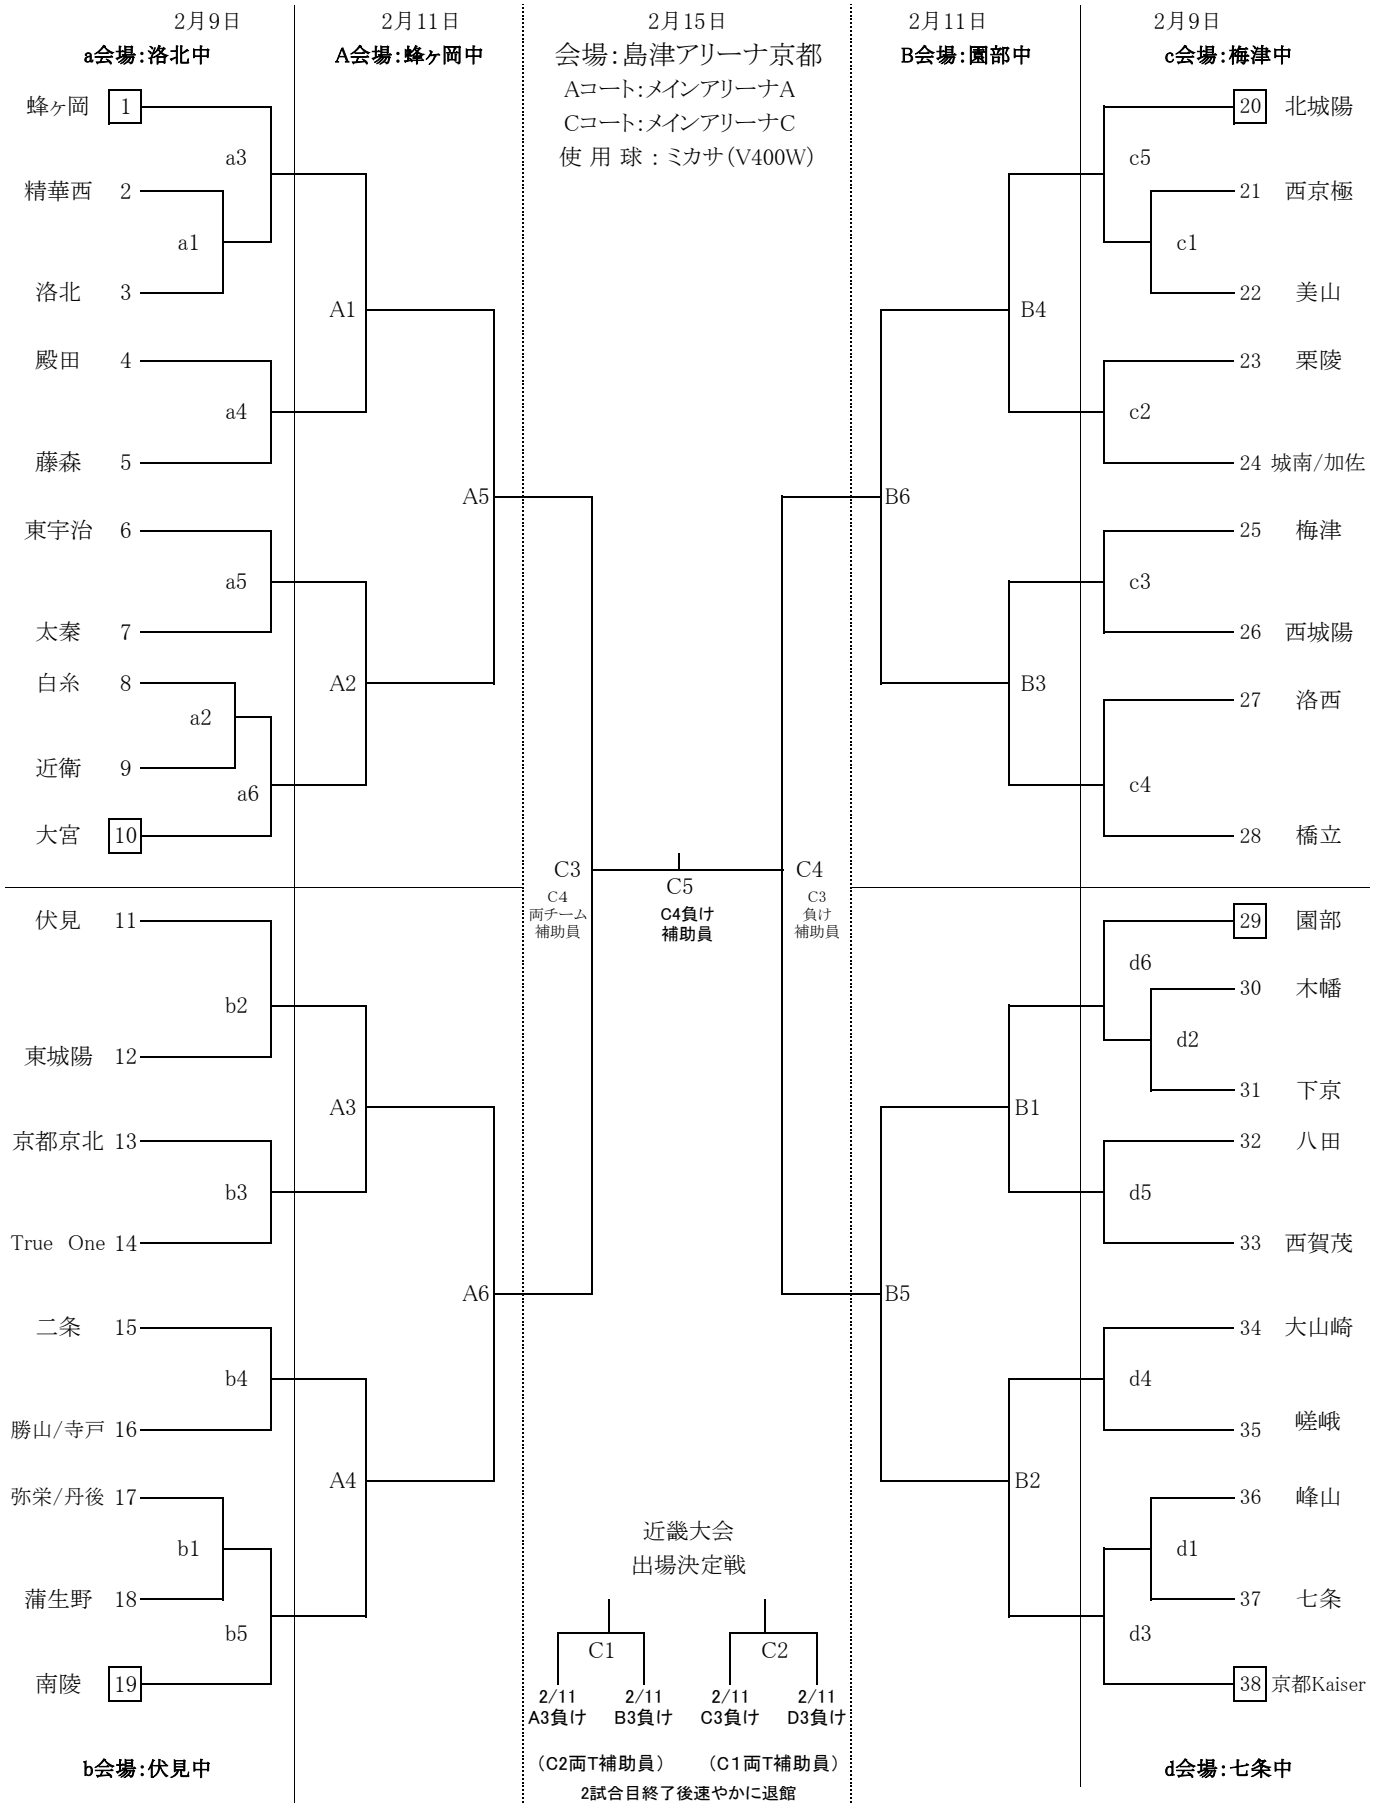 2月9日
2月11日
2月15日
2月11日
2月9日
a会場：洛北中
A会場：蜂ヶ岡中
会場：島津アリーナ京都
B会場：園部中
c会場：梅津中
Aコート：メインアリーナA
Cコート：メインアリーナC
使 用 球 ： ミカサ（V400W）
蜂ヶ岡 1
a3
精華西 2
a1
洛北 3
A1
殿田 4
a4
藤森 5
A5
東宇治 6
a5
太秦 7
A2
白糸 8
a2
近衛 9
a6
大宮 10
伏見 11
b2
東城陽 12
A3
京都京北 13
b3
True One 14
A6
二条 15
b4
勝山/寺戸 16
A4
弥栄/丹後 17
b1
蒲生野 18
b5
南陵 19
b会場：伏見中
C3
C4
両チーム
補助員
C5
C4負け
補助員
C4
C3
負け
補助員
近畿大会
出場決定戦
C1
C2
2/11 2/11 2/11 2/11
A3負け B3負け C3負け D3負け
（C2両T補助員） （C1両T補助員）
2試合目終了後速やかに退館
20 北城陽
c5
21 西京極
c1
22 美山
B4
23 栗陵
c2
24 城南/加佐
B6
25 梅津
c3
26 西城陽
B3
27 洛西
c4
28 橋立
29 園部
d6
30 木幡
d2
31 下京
B1
32 八田
d5
33 西賀茂
B5
34 大山崎
d4
35 嵯峨
B2
36 峰山
d1
37 七条
d3
38 京都Kaiser
d会場：七条中